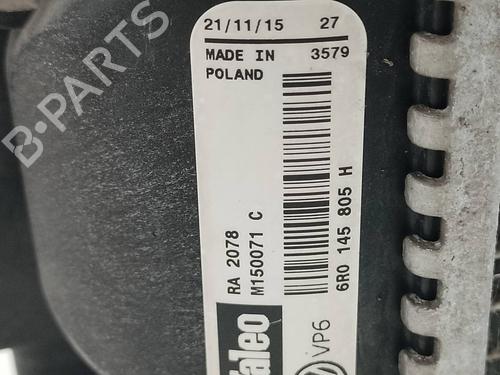 21/11/15 27
MADE IN 3579
POLAND
RA 2078
M150071 C
6R0 145 805 H
Valeo
VP6
B-PARTS